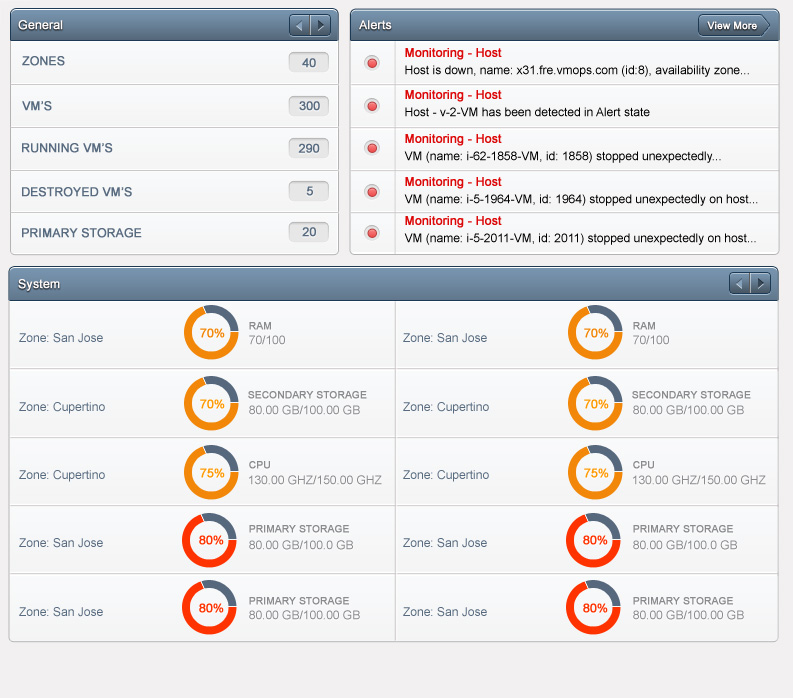 General
ZONES 40
VM'S 300
RUNNING VM'S 290
DESTROYED VM'S 5
PRIMARY STORAGE 20
Alerts View More
Monitoring - Host
Host is down, name: x31.fre.vmops.com (id:8), availability zone...
Monitoring - Host
Host - v-2-VM has been detected in Alert state
Monitoring - Host
VM (name: i-62-1858-VM, id: 1858) stopped unexpectedly...
Monitoring - Host
VM (name: i-5-1964-VM, id: 1964) stopped unexpectedly on host...
Monitoring - Host
VM (name: i-5-2011-VM, id: 2011) stopped unexpectedly on host...
System
Zone: San Jose 70% RAM
70/100
Zone: San Jose 70% RAM
70/100
Zone: Cupertino 70% SECONDARY STORAGE
80.00 GB/100.00 GB
Zone: Cupertino 70% SECONDARY STORAGE
80.00 GB/100.00 GB
Zone: Cupertino 75% CPU
130.00 GHZ/150.00 GHZ
Zone: Cupertino 75% CPU
130.00 GHZ/150.00 GHZ
Zone: San Jose 80% PRIMARY STORAGE
80.00 GB/100.0 GB
Zone: San Jose 80% PRIMARY STORAGE
80.00 GB/100.0 GB
Zone: San Jose 80% PRIMARY STORAGE
80.00 GB/100.00 GB
Zone: San Jose 80% PRIMARY STORAGE
80.00 GB/100.00 GB